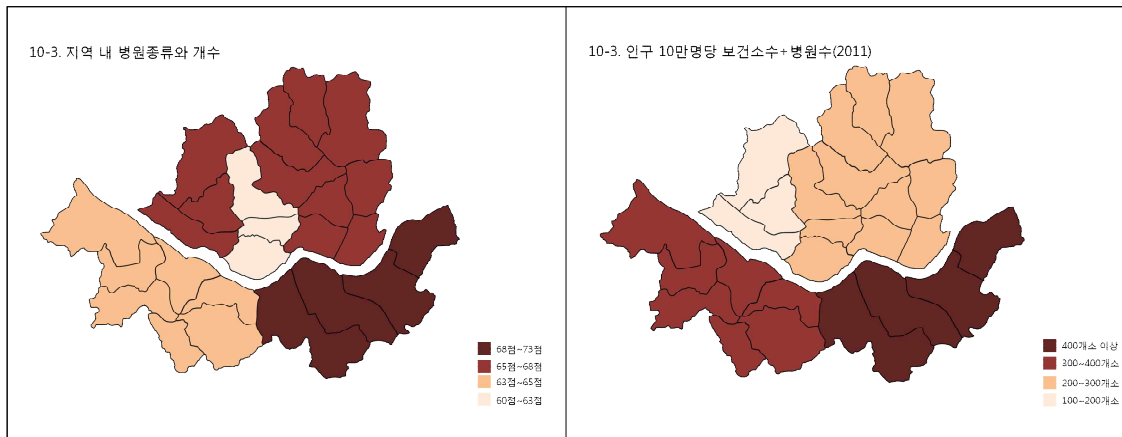 10-3. 지역 내 병원종류와 개수
68점~73점
65점~68점
63점~65점
60점~63점
10-3. 인구 10만명당 보건소수+병원수(2011)
400개소 이상
300~400개소
200~300개소
100~200개소